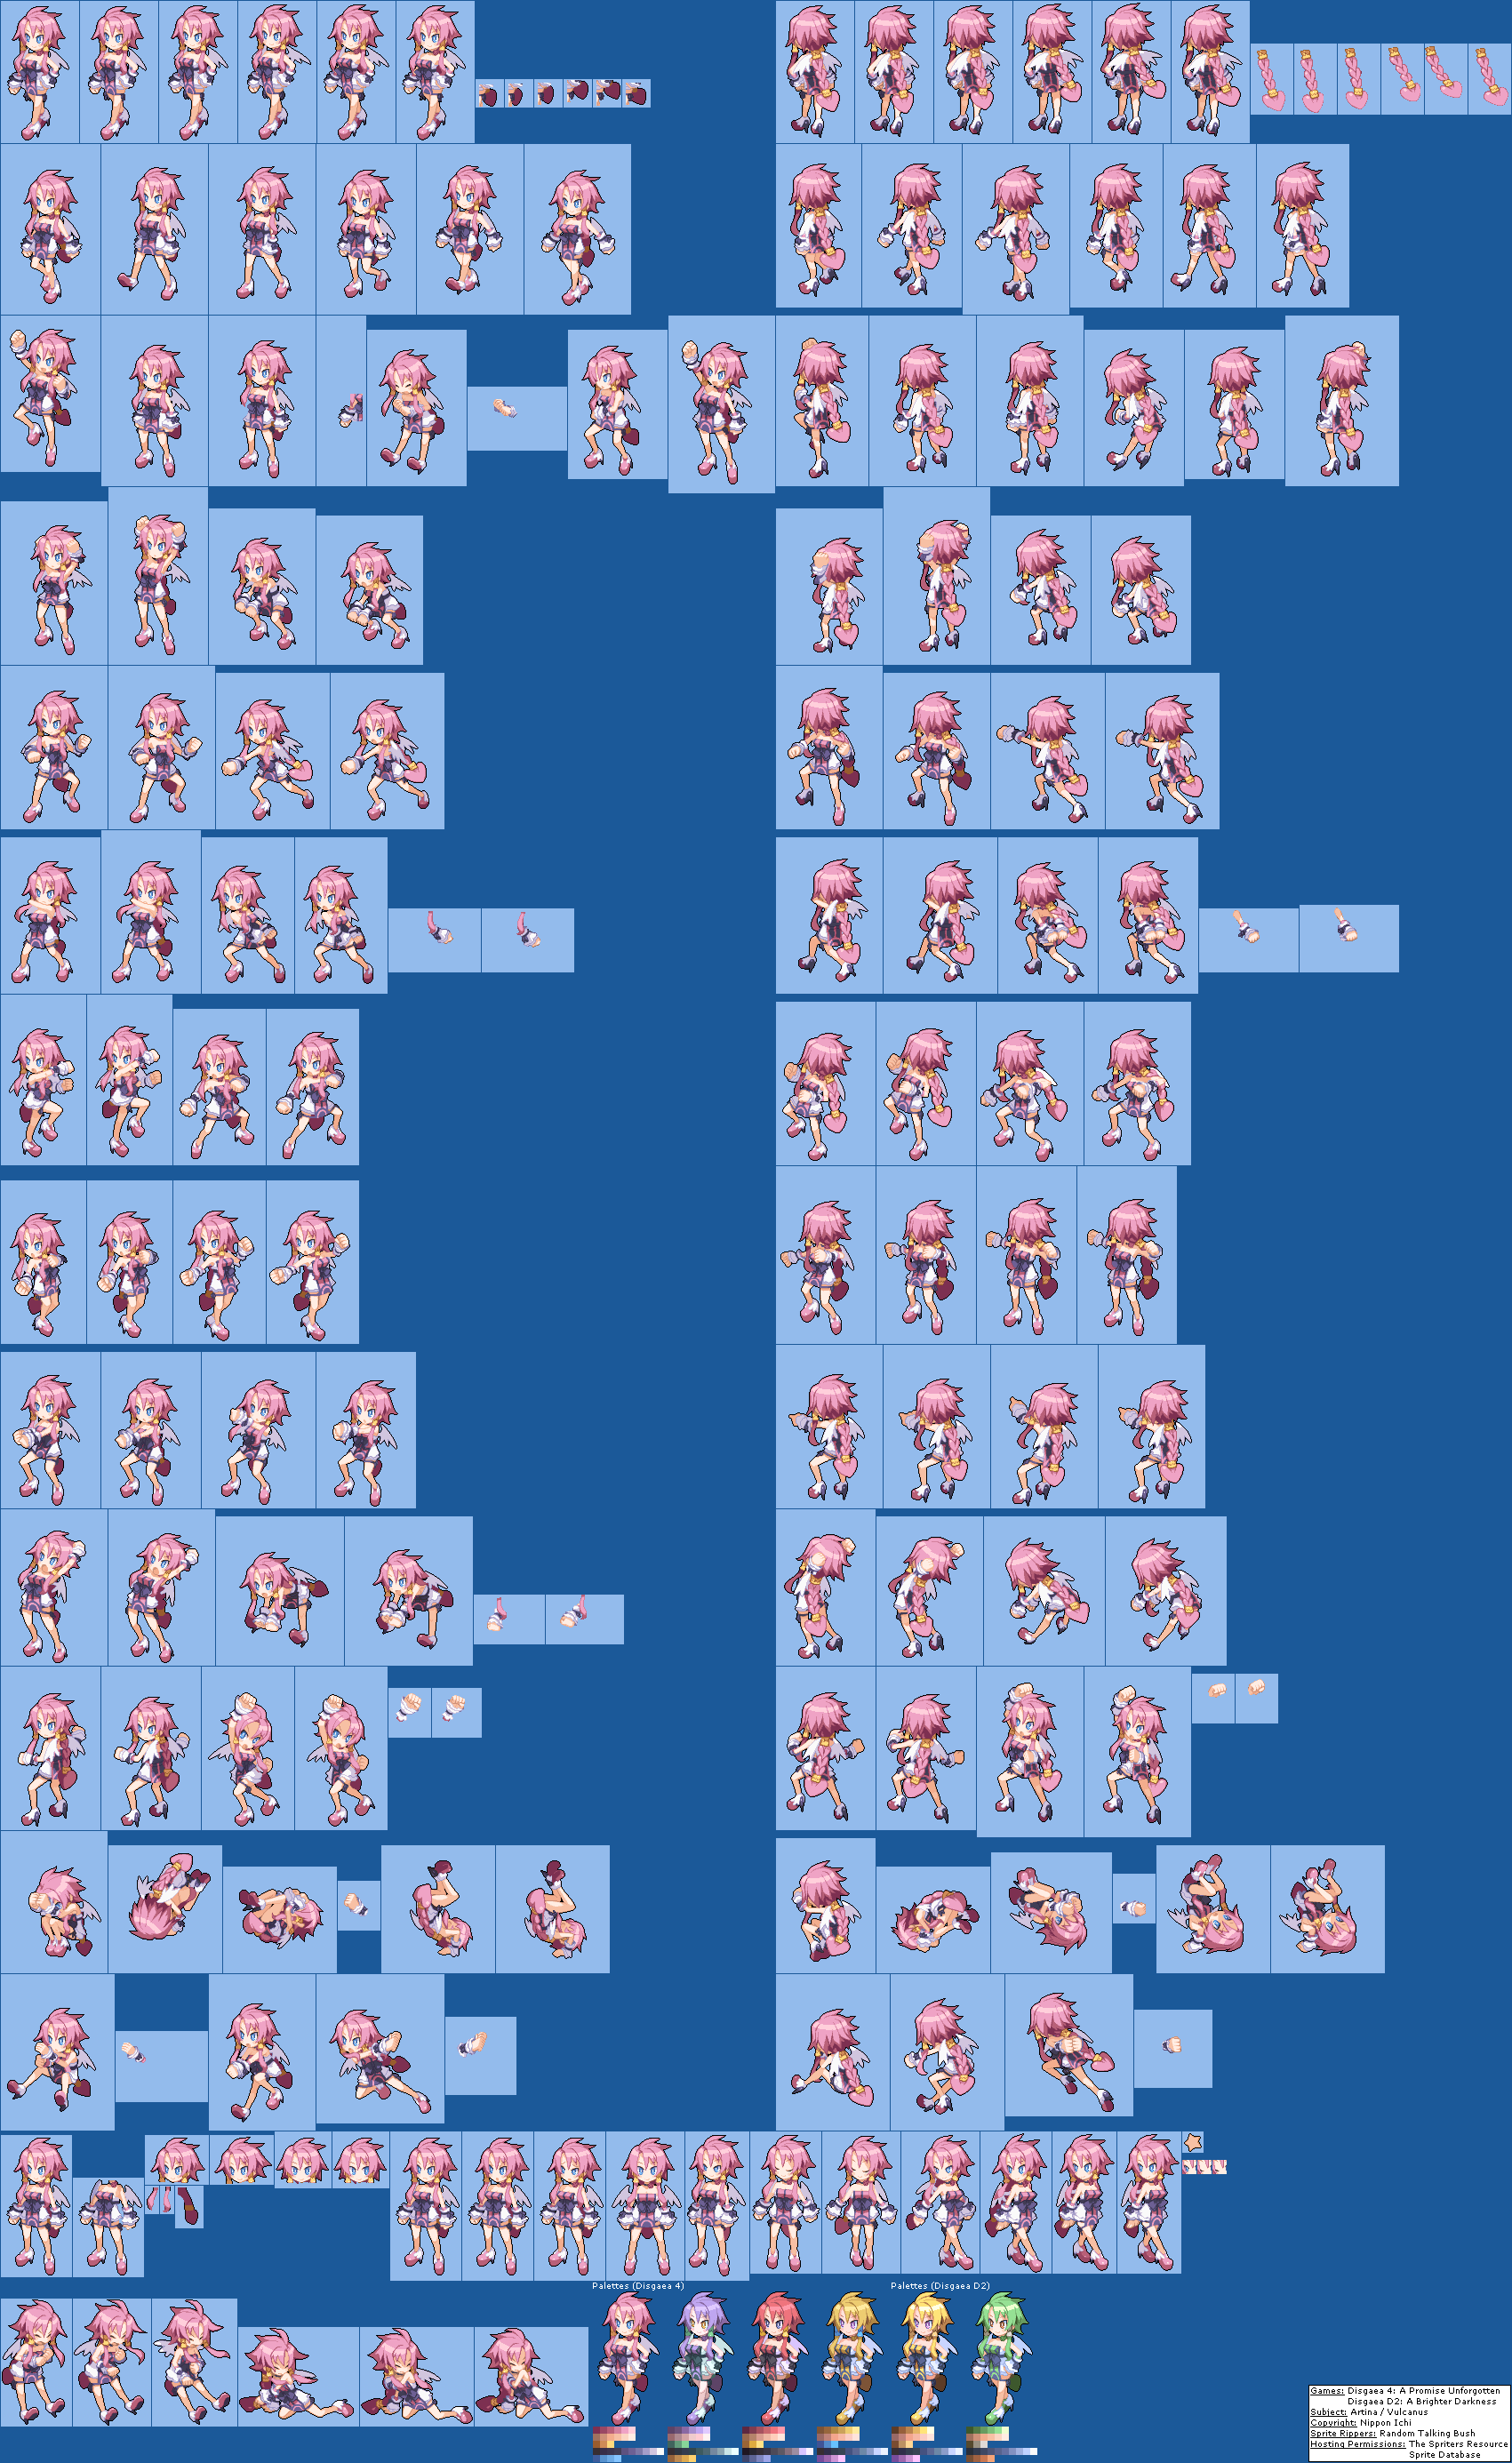 Palettes (Disgaea 4)
Palettes (Disgaea D2)
Games: Disgaea 4: A Promise Unforgotten
Disgaea D2: A Brighter Darkness
Subject: Artina / Vulcanus
Copyright: Nippon Ichi
Sprite Rippers: Random Talking Bush
Hosting Permissions: The Spriters Resource
Sprite Database